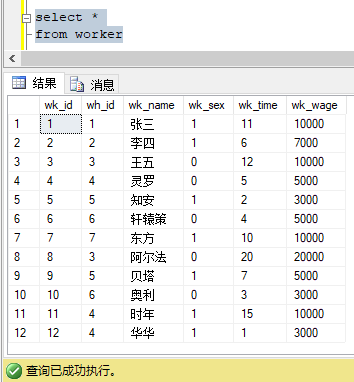 select *
from worker
结果 消息
wk_id wh_id wk_name wk_sex wk_time wk_wage
1 1 1 张三 1 11 10000
2 2 2 李四 1 6 7000
3 3 3 王五 0 12 10000
4 4 4 灵罗 0 5 5000
5 5 5 知安 1 2 3000
6 6 6 轩辕策 0 4 5000
7 7 7 东方 1 10 10000
8 8 3 阿尔法 0 20 20000
9 9 5 贝塔 1 7 5000
10 10 6 奥利 0 3 3000
11 11 4 时年 1 15 10000
12 12 4 华华 1 1 3000
查询已成功执行。